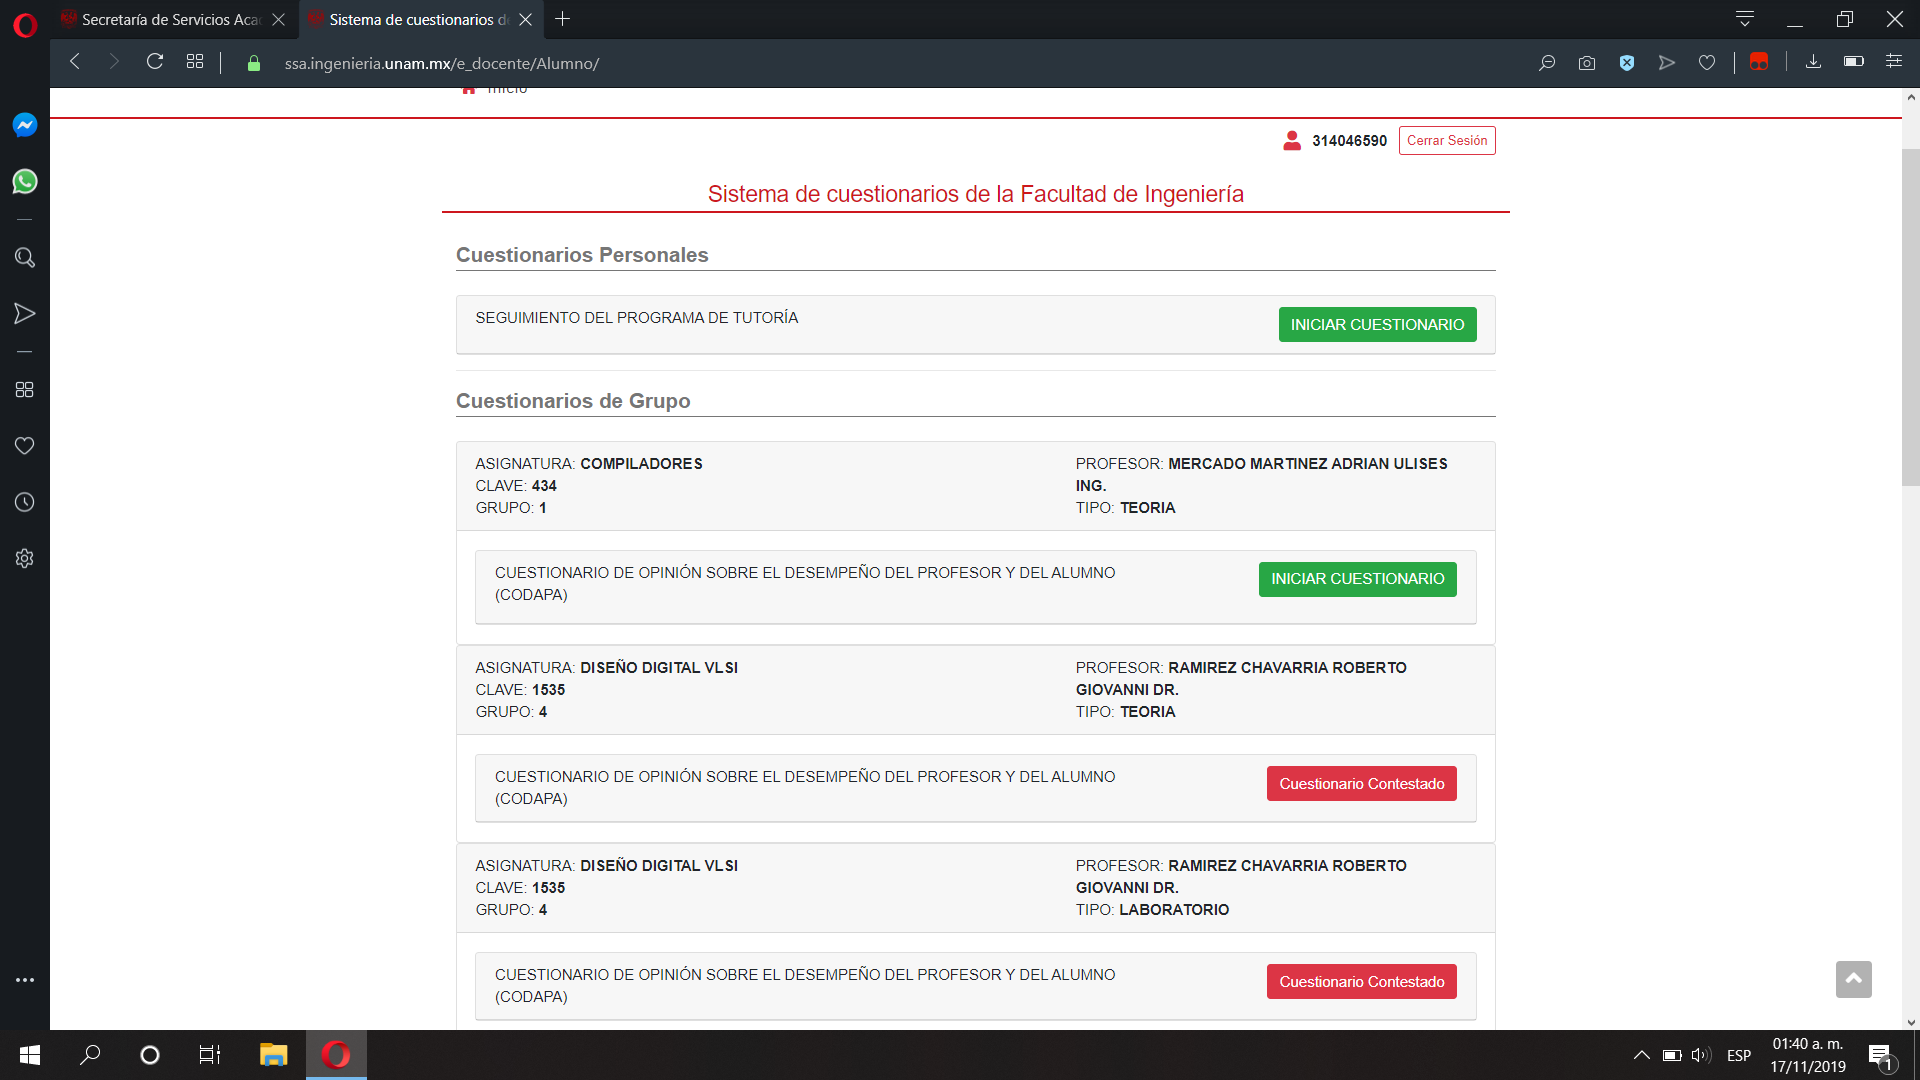 Secretaría de Servicios Aca
Sistema de cuestionarios de
ssa.ingenieria.unam.mx/e_docente/Alumno/
Inicio
314046590
Cerrar Sesión
Sistema de cuestionarios de la Facultad de Ingeniería
Cuestionarios Personales
SEGUIMIENTO DEL PROGRAMA DE TUTORÍA
INICIAR CUESTIONARIO
Cuestionarios de Grupo
ASIGNATURA: COMPILADORES
CLAVE: 434
GRUPO: 1
PROFESOR: MERCADO MARTINEZ ADRIAN ULISES
ING.
TIPO: TEORIA
CUESTIONARIO DE OPINIÓN SOBRE EL DESEMPEÑO DEL PROFESOR Y DEL ALUMNO
(CODAPA)
INICIAR CUESTIONARIO
ASIGNATURA: DISEÑO DIGITAL VLSI
CLAVE: 1535
GRUPO: 4
PROFESOR: RAMIREZ CHAVARRIA ROBERTO
GIOVANNI DR.
TIPO: TEORIA
CUESTIONARIO DE OPINIÓN SOBRE EL DESEMPEÑO DEL PROFESOR Y DEL ALUMNO
(CODAPA)
Cuestionario Contestado
ASIGNATURA: DISEÑO DIGITAL VLSI
CLAVE: 1535
GRUPO: 4
PROFESOR: RAMIREZ CHAVARRIA ROBERTO
GIOVANNI DR.
TIPO: LABORATORIO
CUESTIONARIO DE OPINIÓN SOBRE EL DESEMPEÑO DEL PROFESOR Y DEL ALUMNO
(CODAPA)
Cuestionario Contestado
ESP
01:40 a. m.
17/11/2019
1